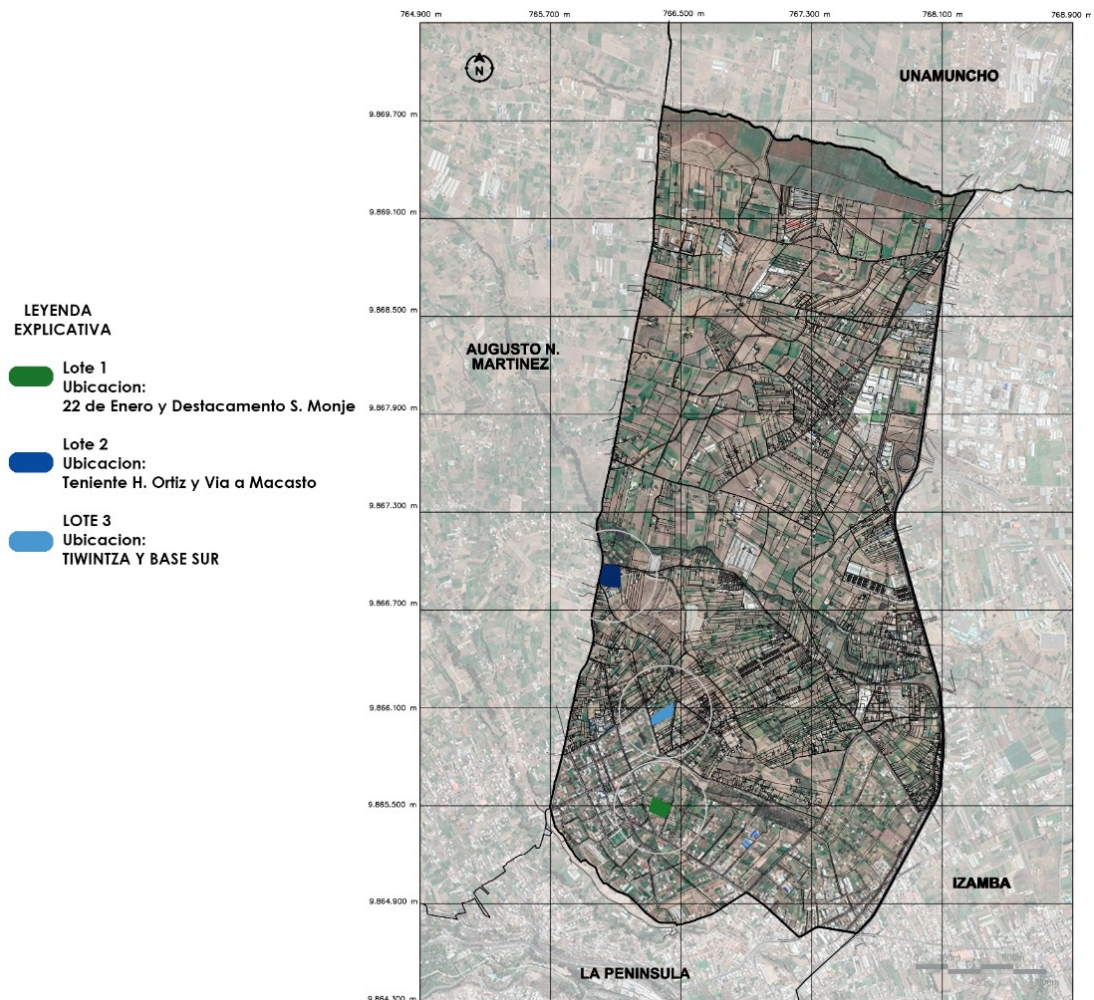 764.900 m
765.700 m
766.500 m
767.300 m
768.100 m
768.900 m
N
UNAMUNCHO
9.869.700 m
9.869.100 m
9.868.500 m
9.867.900 m
9.867.300 m
9.866.700 m
9.866.100 m
9.865.500 m
9.864.900 m
9.864.300 m
LEYENDA
EXPLICATIVA
Lote 1
Ubicacion:
22 de Enero y Destacamento S. Monje
Lote 2
Ubicacion:
Teniente H. Ortiz y Via a Macasto
LOTE 3
Ubicacion:
TIWINTZA Y BASE SUR
AUGUSTO N.
MARTINEZ
IZAMBA
LA PENINSULA